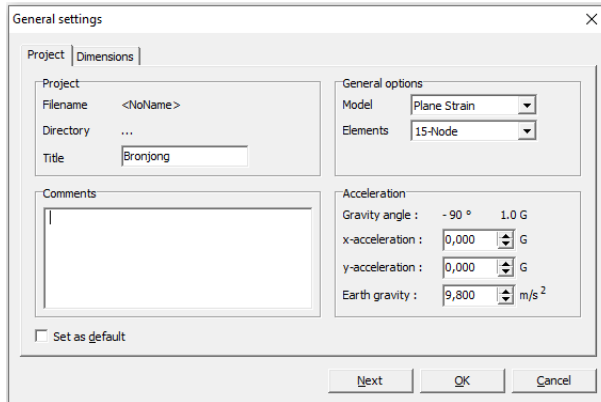 General settings
Project
Dimensions
Project
Filename <NoName>
Directory ...
Title Bronjong
General options
Model Plane Strain
Elements 15-Node
Comments
Acceleration
Gravity angle : - 90 ° 1.0 G
x-acceleration : 0,000 G
y-acceleration : 0,000 G
Earth gravity : 9,800 m/s²
Set as default
Next OK Cancel